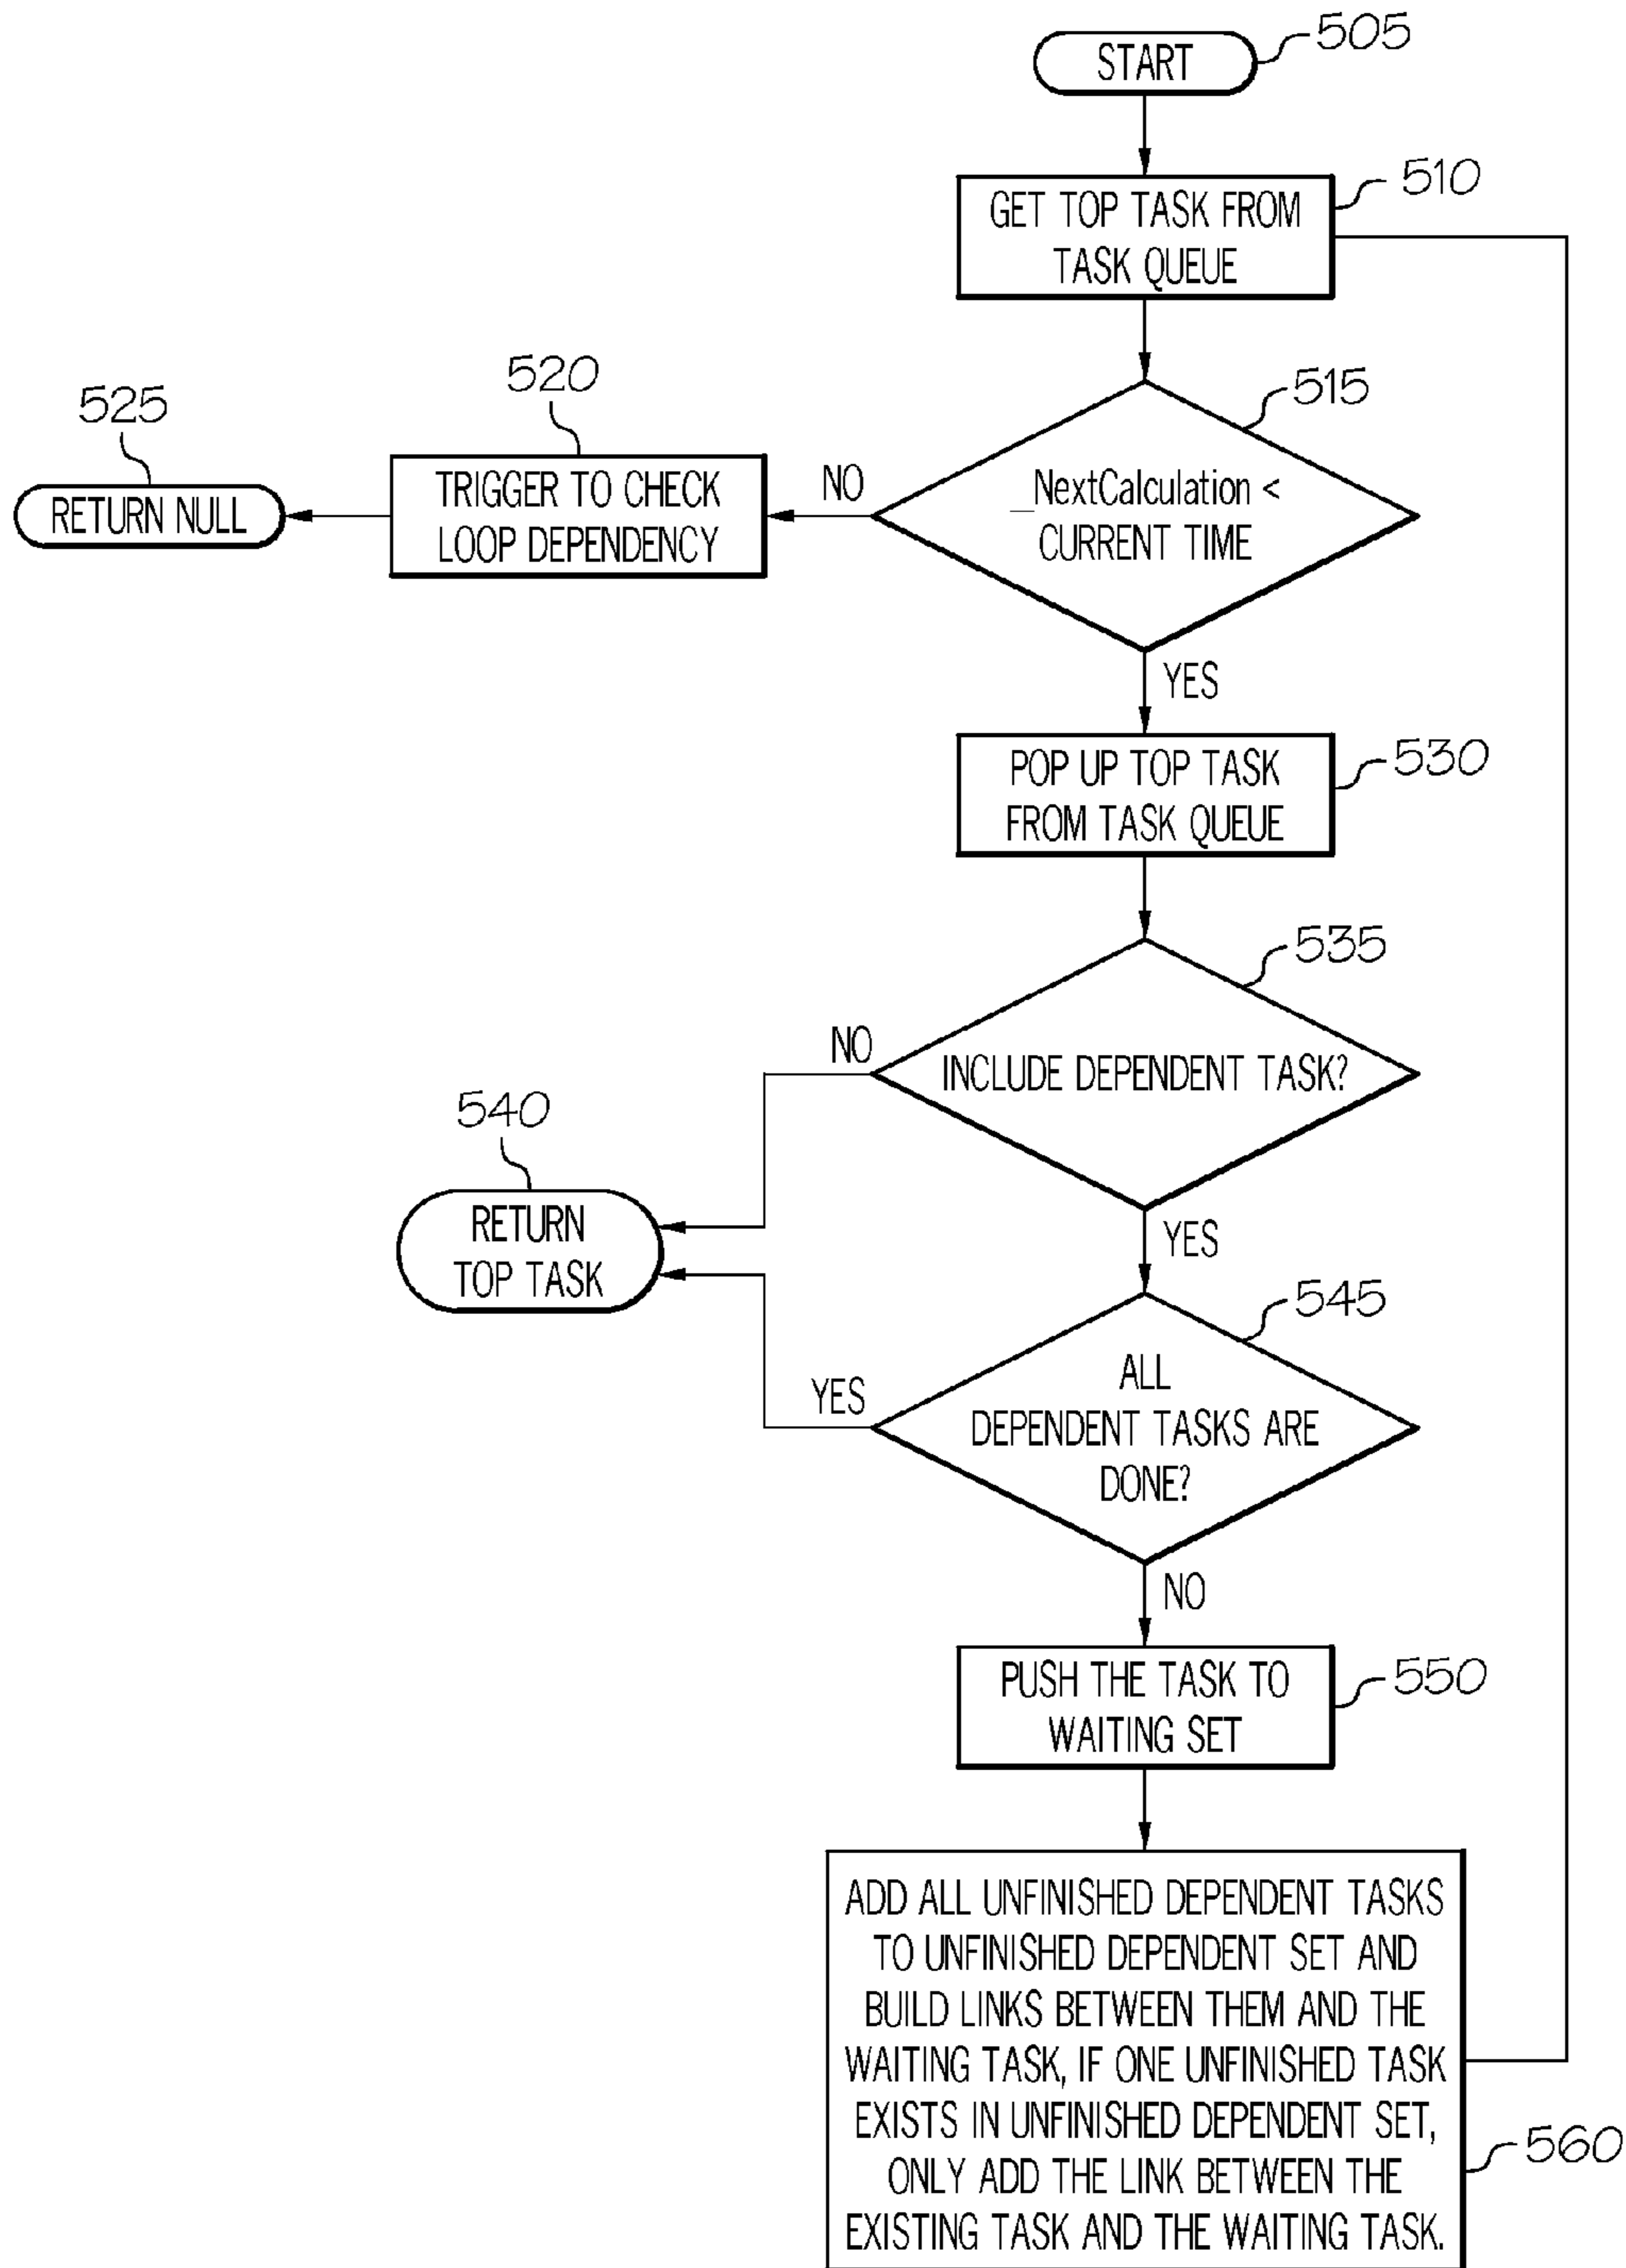 START
505
GET TOP TASK FROM
TASK QUEUE
510
_NextCalculation <
CURRENT TIME
515
NO
TRIGGER TO CHECK
LOOP DEPENDENCY
520
RETURN NULL
525
YES
POP UP TOP TASK
FROM TASK QUEUE
530
INCLUDE DEPENDENT TASK?
535
NO
RETURN
TOP TASK
540
YES
ALL
DEPENDENT TASKS ARE
DONE?
545
YES
NO
PUSH THE TASK TO
WAITING SET
550
ADD ALL UNFINISHED DEPENDENT TASKS
TO UNFINISHED DEPENDENT SET AND
BUILD LINKS BETWEEN THEM AND THE
WAITING TASK, IF ONE UNFINISHED TASK
EXISTS IN UNFINISHED DEPENDENT SET,
ONLY ADD THE LINK BETWEEN THE
EXISTING TASK AND THE WAITING TASK.
560